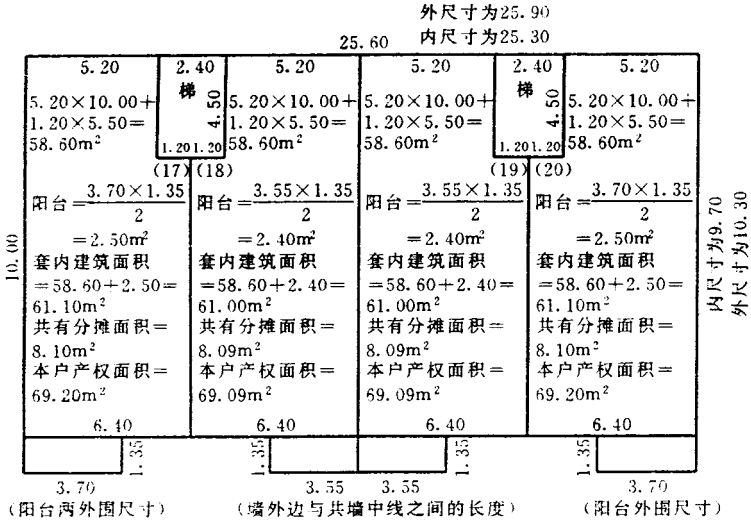 外尺寸为25.90
内尺寸为25.30
25.60
5.20
2.40
5.20
5.20
2.40
5.20
梯
4.50
1.20 1.20
梯
4.50
1.20 1.20
5.20×10.00+
1.20×5.50=
58.60m²
5.20×10.00+
1.20×5.50=
58.60m²
5.20×10.00+
1.20×5.50=
58.60m²
5.20×10.00+
1.20×5.50=
58.60m²
(17)
(18)
(19)
(20)
10.00
阳台=3.70×1.35/2
=2.50m²
套内建筑面积
=58.60+2.50=
61.10m²
共有分摊面积=
8.10m²
本户产权面积=
69.20m²
6.40
阳台=3.55×1.35/2
=2.40m²
套内建筑面积
=58.60+2.40=
61.00m²
共有分摊面积=
8.09m²
本户产权面积=
69.09m²
6.40
阳台=3.55×1.35/2
=2.40m²
套内建筑面积
=58.60+2.40=
61.00m²
共有分摊面积=
8.09m²
本户产权面积=
69.09m²
6.40
阳台=3.70×1.35/2
=2.50m²
套内建筑面积
=58.60+2.50=
61.10m²
共有分摊面积=
8.10m²
本户产权面积=
69.20m²
6.40
内尺寸为9.70
外尺寸为10.30
1.35
1.35
1.35
1.35
3.70
3.55
3.55
3.70
(阳台两外围尺寸)
(墙外边与共墙中线之间的长度)
(阳台外围尺寸)